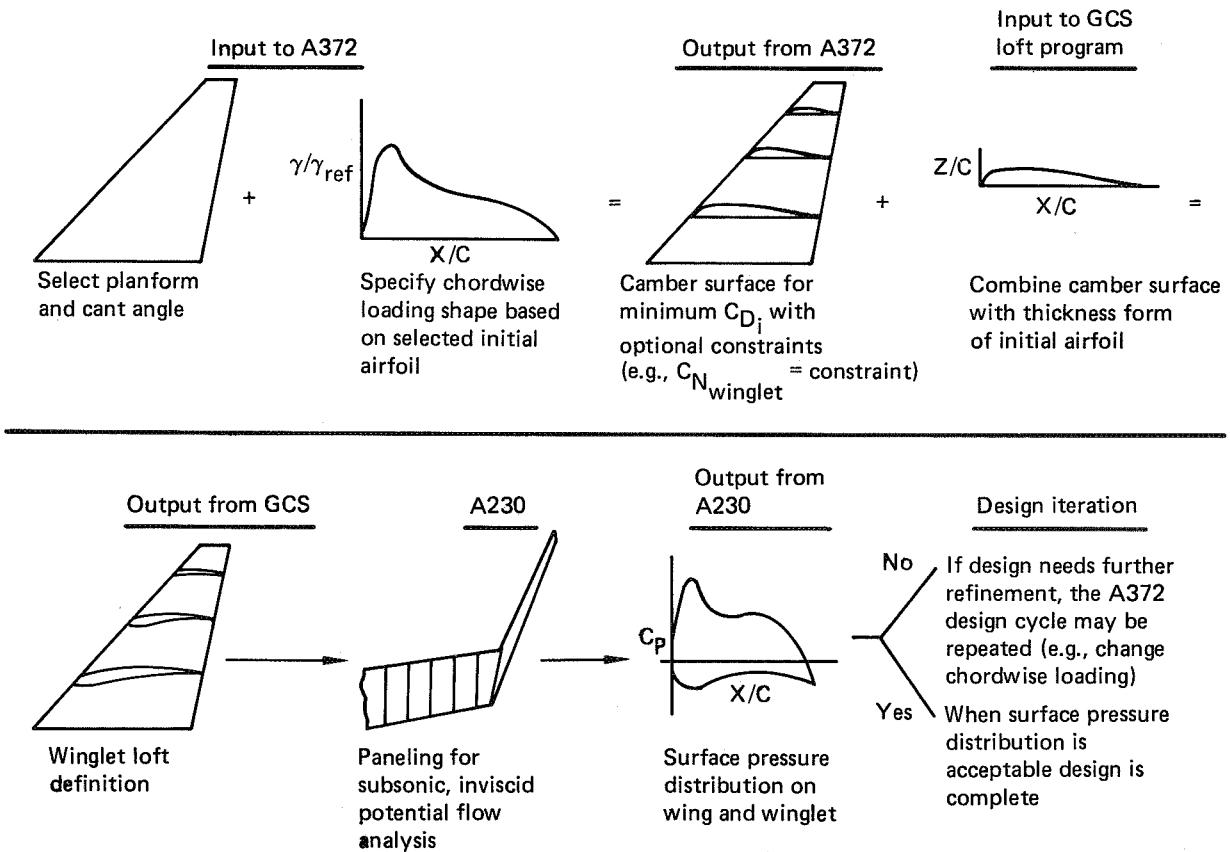 Input to A372
γ/γref
X/C
+
Select planform
and cant angle
Specify chordwise
loading shape based
on selected initial
airfoil
=
Output from A372
Camber surface for
minimum CDi with
optional constraints
(e.g., CNwinglet = constraint)
+
Input to GCS
loft program
Z/C
X/C
=
Combine camber surface
with thickness form
of initial airfoil
Output from GCS
Winglet loft
definition
A230
Paneling for
subsonic, inviscid
potential flow
analysis
Output from
A230
CP
X/C
Surface pressure
distribution on
wing and winglet
Design iteration
No
If design needs further
refinement, the A372
design cycle may be
repeated (e.g., change
chordwise loading)
Yes
When surface pressure
distribution is
acceptable design is
complete